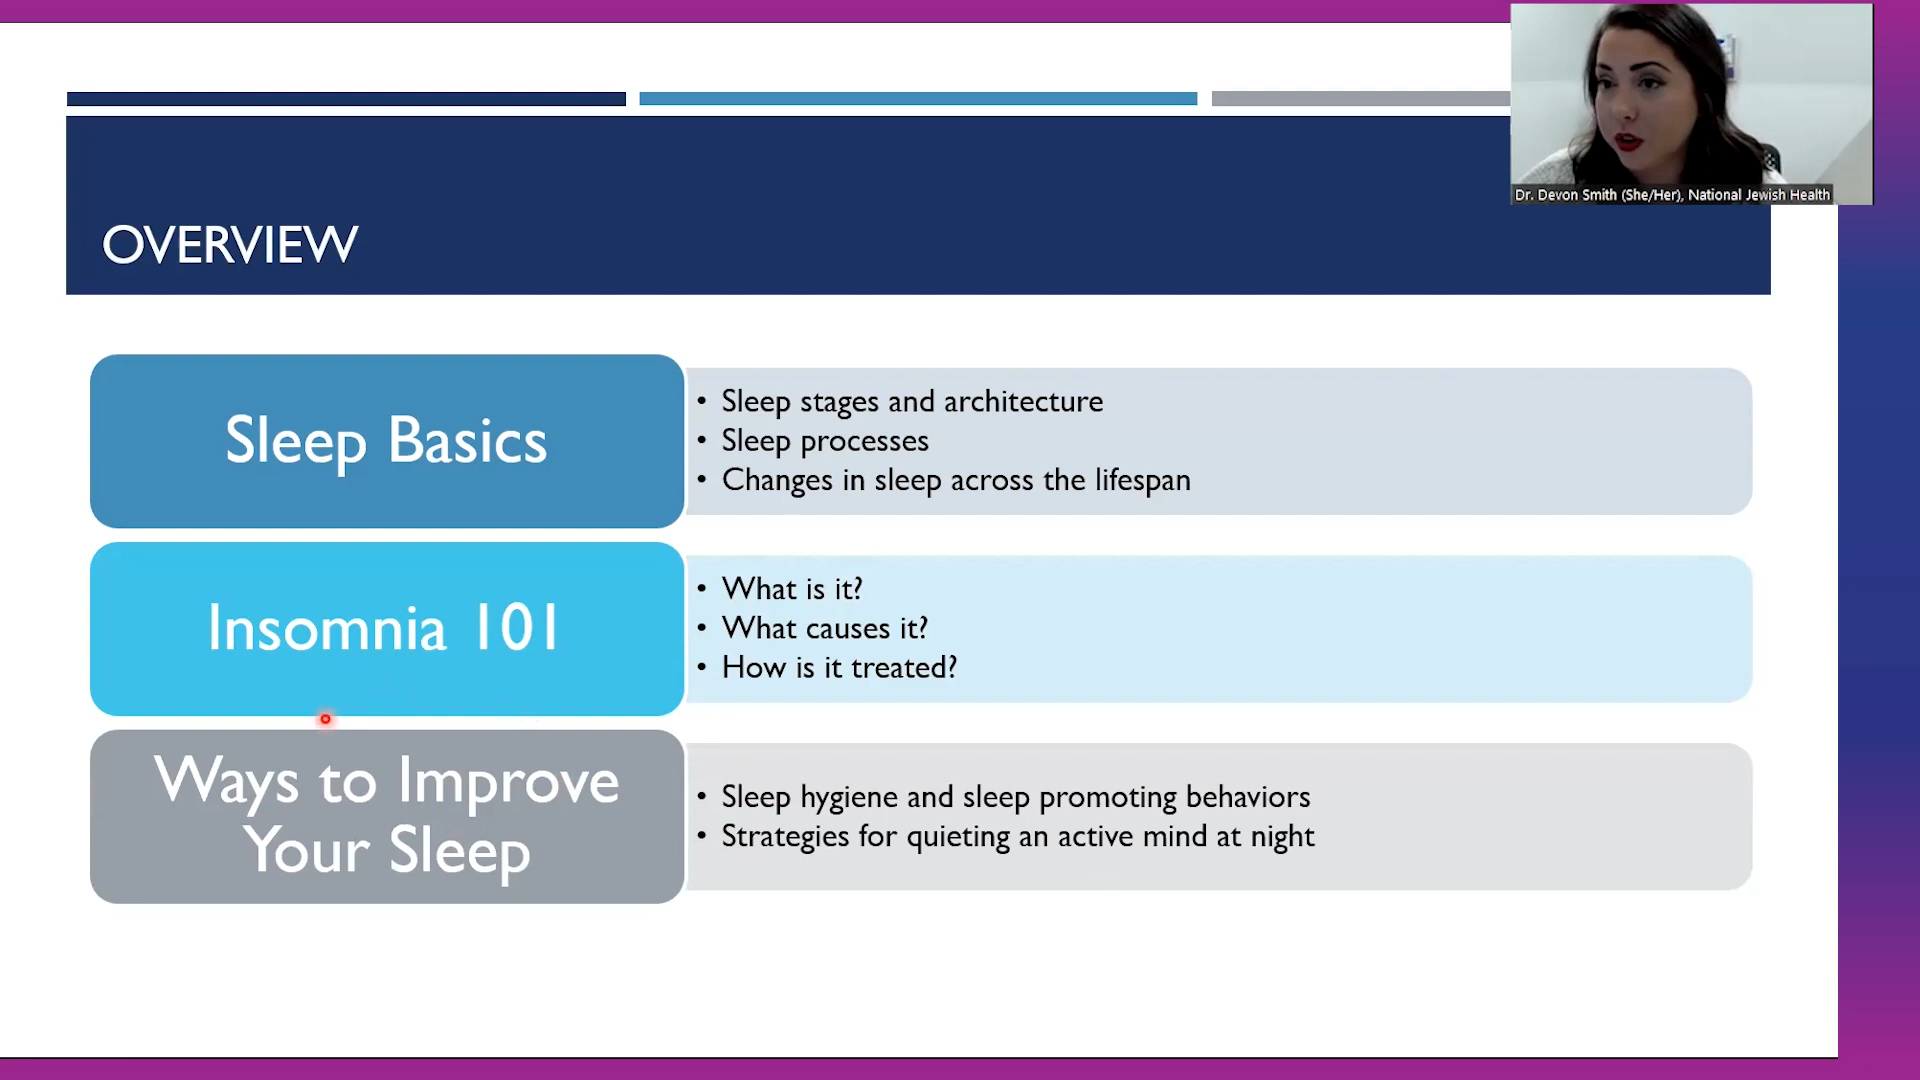 Dr. Devon Smith (She/Her), National Jewish Health
OVERVIEW
Sleep Basics
• Sleep stages and architecture
• Sleep processes
• Changes in sleep across the lifespan
Insomnia 101
• What is it?
• What causes it?
• How is it treated?
Ways to Improve
Your Sleep
• Sleep hygiene and sleep promoting behaviors
• Strategies for quieting an active mind at night